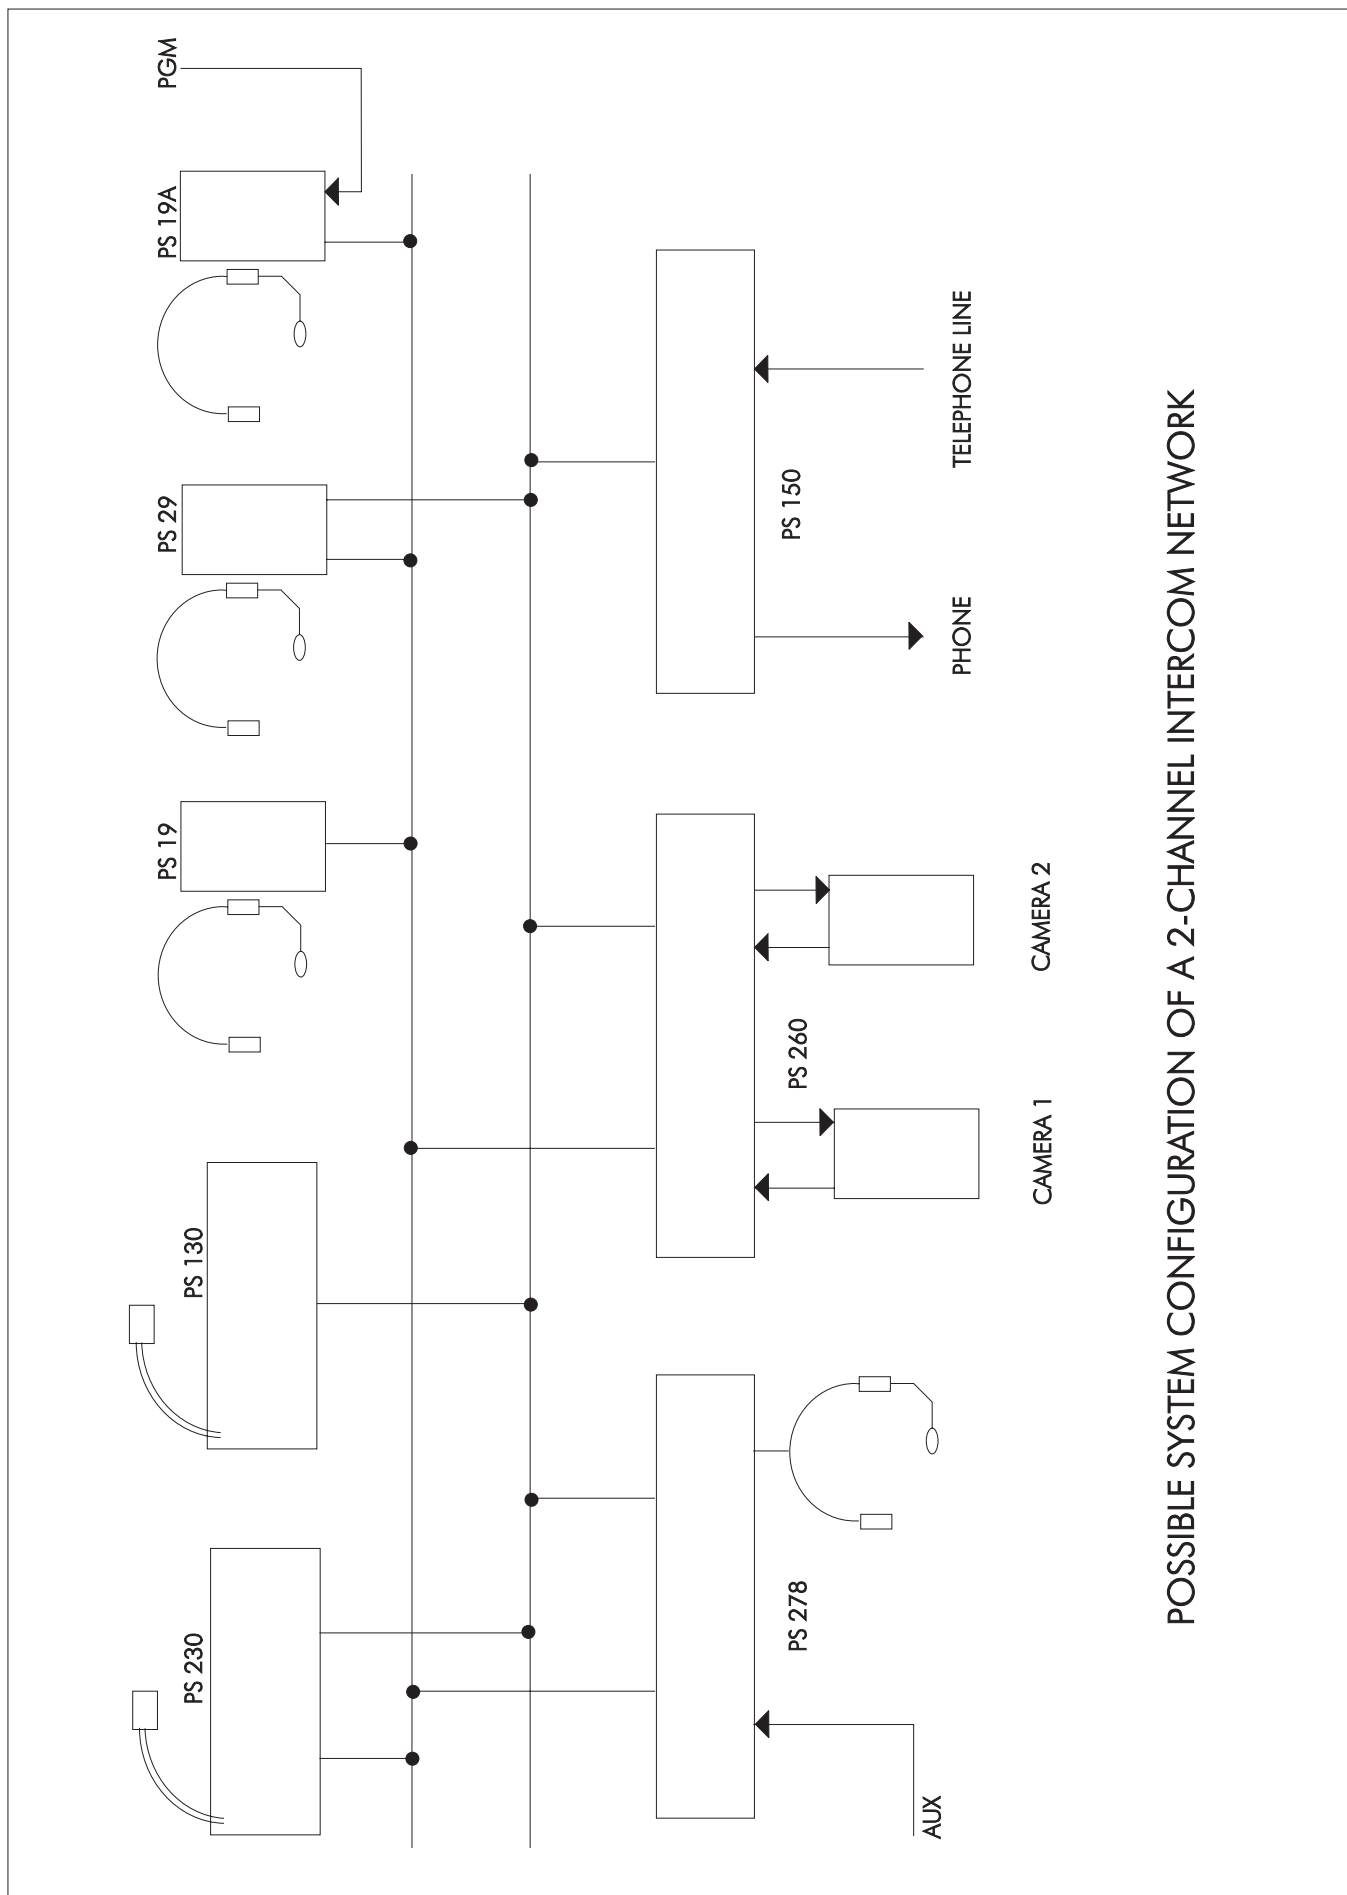 PS 230
PS 130
PS 19
PS 29
PS 19A
PGM
AUX
PS 278
PS 260
PS 150
CAMERA 1
CAMERA 2
PHONE
TELEPHONE LINE
POSSIBLE SYSTEM CONFIGURATION OF A 2-CHANNEL INTERCOM NETWORK